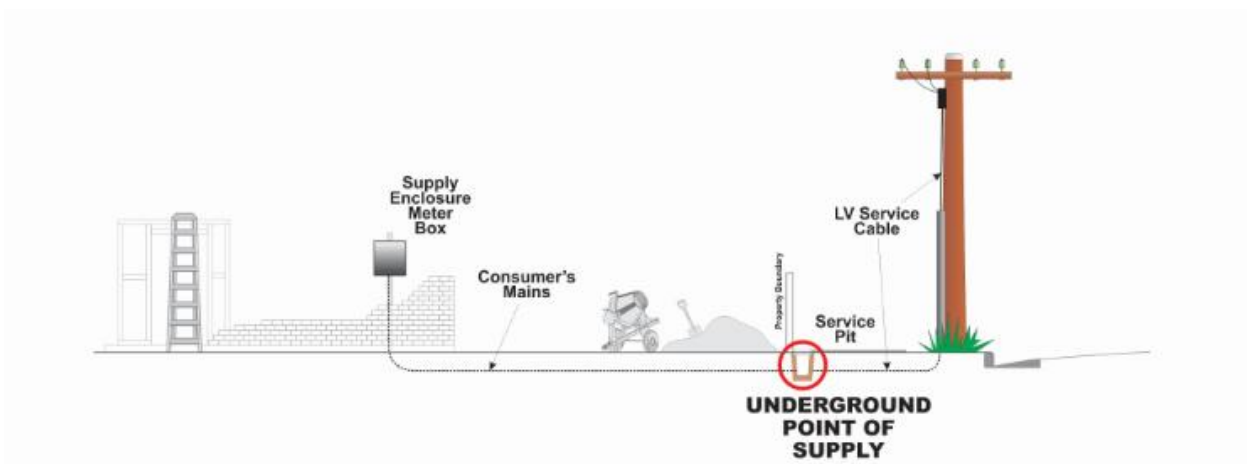 Supply
Enclosure
Meter
Box
Consumer's
Mains
Property Boundary
Service
Pit
LV Service
Cable
UNDERGROUND
POINT OF
SUPPLY